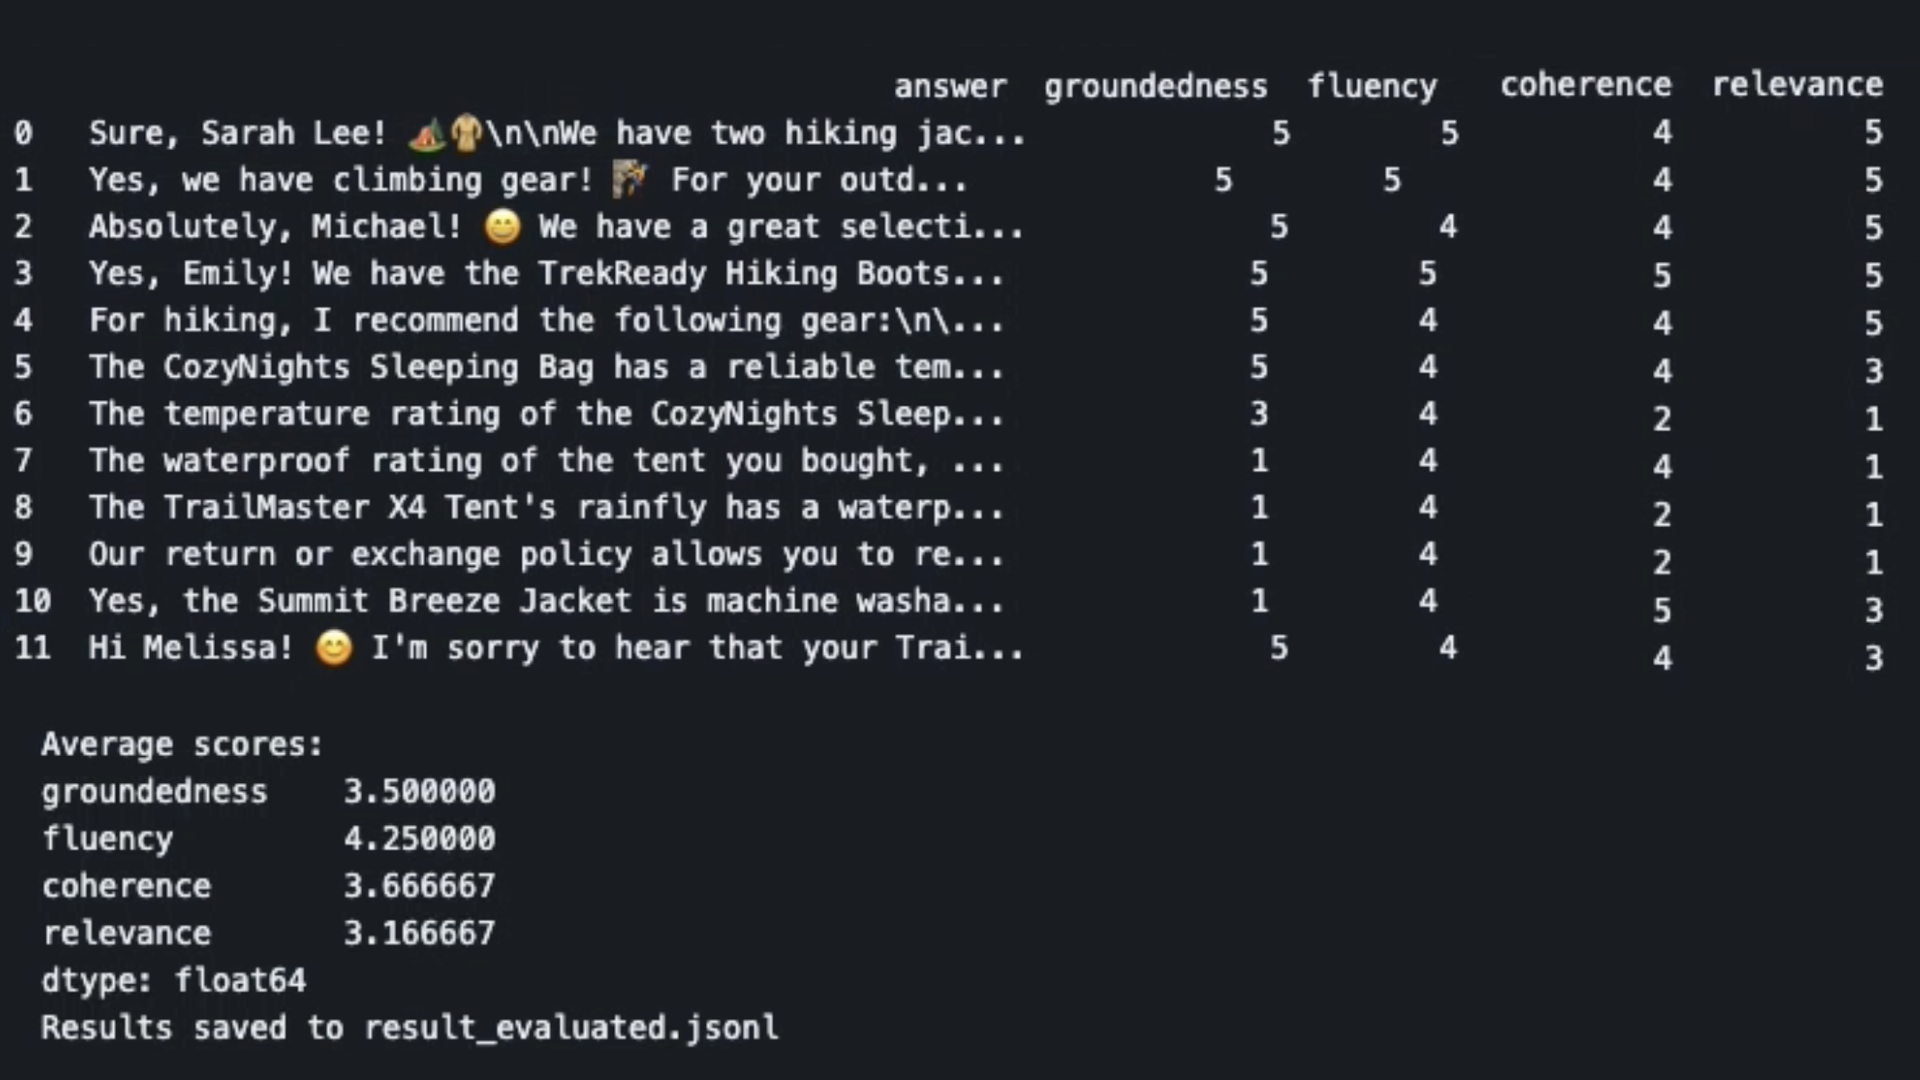 answer groundedness fluency coherence relevance
0 Sure, Sarah Lee! 🏕️🧥\n\nWe have two hiking jac... 5 5 4 5
1 Yes, we have climbing gear! 🧗 For your outd... 5 5 4 5
2 Absolutely, Michael! 😊 We have a great selecti... 5 4 4 5
3 Yes, Emily! We have the TrekReady Hiking Boots... 5 5 5 5
4 For hiking, I recommend the following gear:\n\... 5 4 4 5
5 The CozyNights Sleeping Bag has a reliable tem... 5 4 4 3
6 The temperature rating of the CozyNights Sleep... 3 4 2 1
7 The waterproof rating of the tent you bought, ... 1 4 4 1
8 The TrailMaster X4 Tent's rainfly has a waterp... 1 4 2 1
9 Our return or exchange policy allows you to re... 1 4 2 1
10 Yes, the Summit Breeze Jacket is machine washa... 1 4 5 3
11 Hi Melissa! 😊 I'm sorry to hear that your Trai... 5 4 4 3
Average scores:
groundedness 3.500000
fluency 4.250000
coherence 3.666667
relevance 3.166667
dtype: float64
Results saved to result_evaluated.jsonl